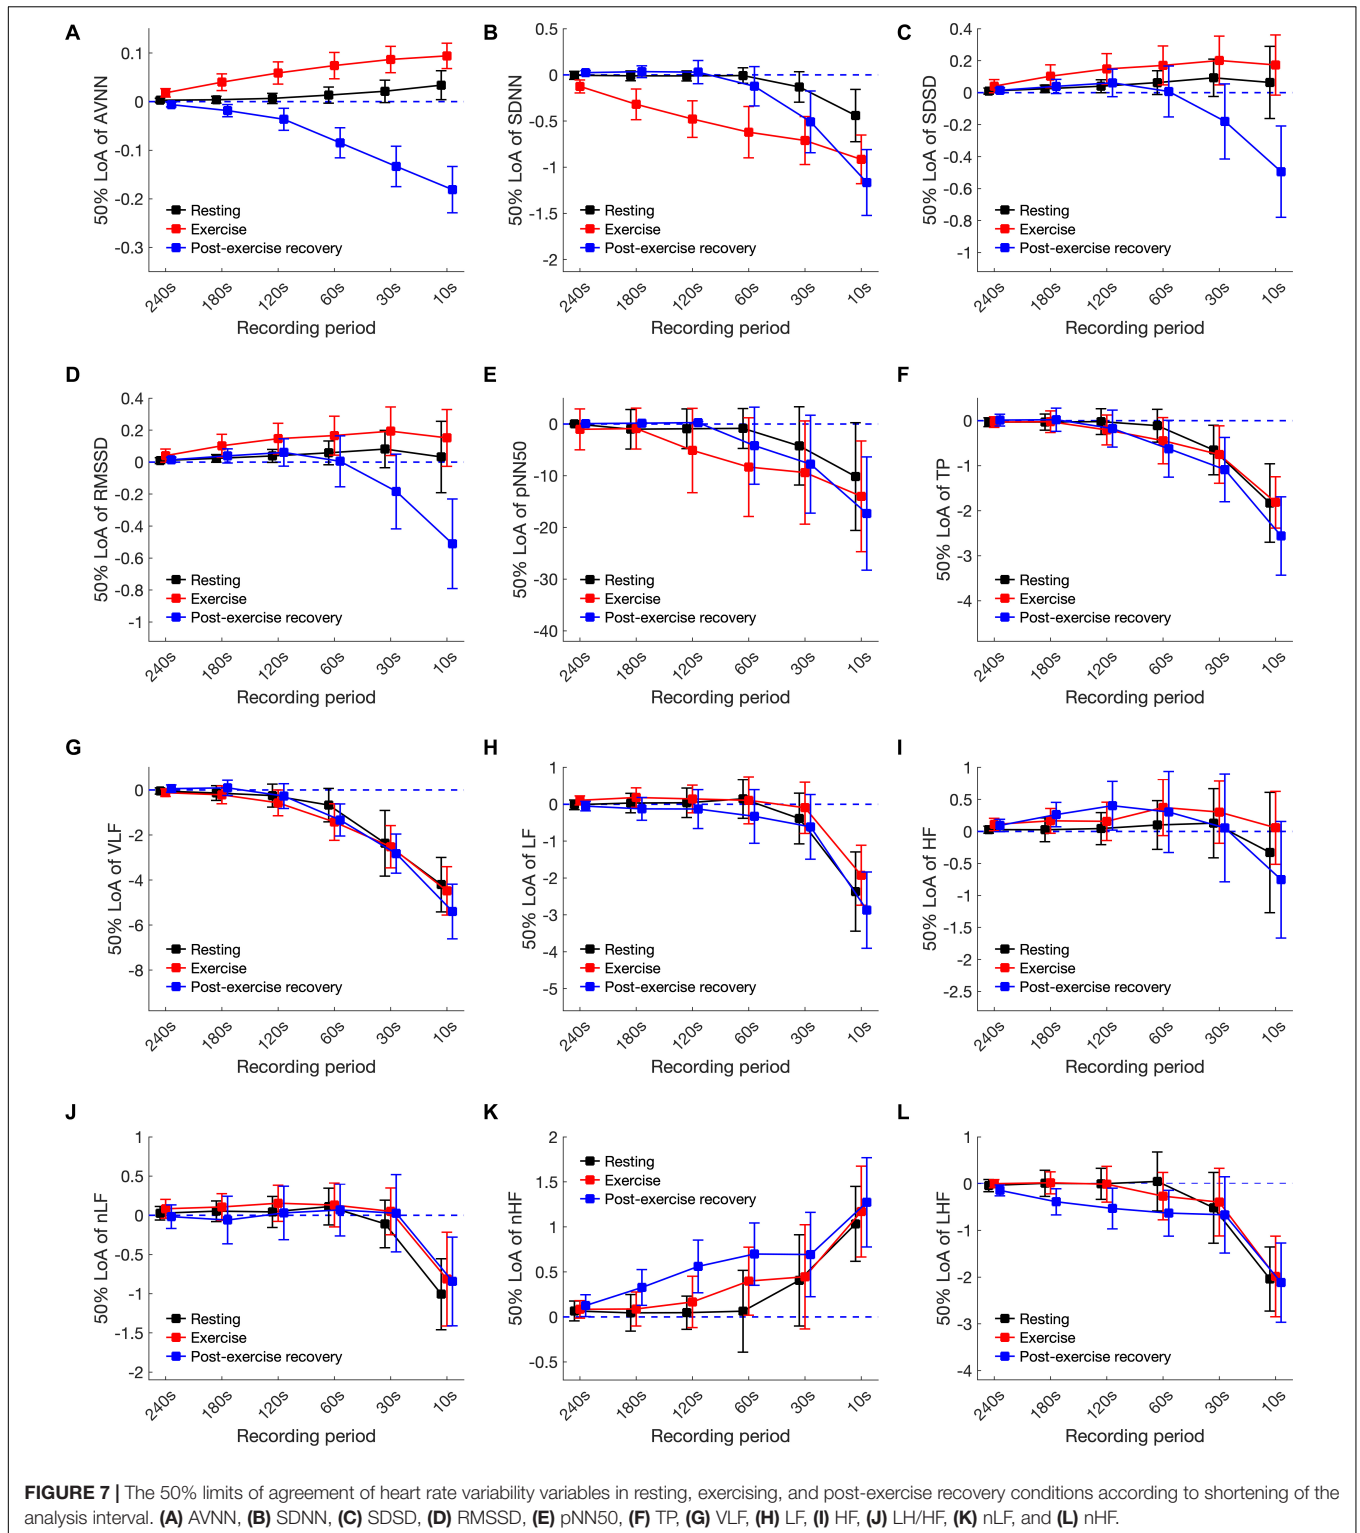 A
50% LoA of AVNN
0.1
0
-0.1
-0.2
-0.3
Resting
Exercise
Post-exercise recovery
240s 180s 120s 60s 30s 10s
Recording period
B
50% LoA of SDNN
0.5
0
-0.5
-1
-1.5
-2
Resting
Exercise
Post-exercise recovery
240s 180s 120s 60s 30s 10s
Recording period
C
50% LoA of SDSD
0.4
0.2
0
-0.2
-0.4
-0.6
-0.8
-1
Resting
Exercise
Post-exercise recovery
240s 180s 120s 60s 30s 10s
Recording period
D
50% LoA of RMSSD
0.4
0.2
0
-0.2
-0.4
-0.6
-0.8
-1
Resting
Exercise
Post-exercise recovery
240s 180s 120s 60s 30s 10s
Recording period
E
50% LoA of pNN50
0
-10
-20
-30
-40
Resting
Exercise
Post-exercise recovery
240s 180s 120s 60s 30s 10s
Recording period
F
50% LoA of TP
0
-1
-2
-3
-4
Resting
Exercise
Post-exercise recovery
240s 180s 120s 60s 30s 10s
Recording period
G
50% LoA of VLF
0
-2
-4
-6
-8
Resting
Exercise
Post-exercise recovery
240s 180s 120s 60s 30s 10s
Recording period
H
50% LoA of LF
1
0
-1
-2
-3
-4
-5
Resting
Exercise
Post-exercise recovery
240s 180s 120s 60s 30s 10s
Recording period
I
50% LoA of HF
1
0.5
0
-0.5
-1
-1.5
-2
-2.5
Resting
Exercise
Post-exercise recovery
240s 180s 120s 60s 30s 10s
Recording period
J
50% LoA of nLF
1
0.5
0
-0.5
-1
-1.5
-2
Resting
Exercise
Post-exercise recovery
240s 180s 120s 60s 30s 10s
Recording period
K
50% LoA of nHF
2
1.5
1
0.5
0
-0.5
Resting
Exercise
Post-exercise recovery
240s 180s 120s 60s 30s 10s
Recording period
L
50% LoA of LHF
1
0
-1
-2
-3
-4
Resting
Exercise
Post-exercise recovery
240s 180s 120s 60s 30s 10s
Recording period
FIGURE 7 | The 50% limits of agreement of heart rate variability variables in resting, exercising, and post-exercise recovery conditions according to shortening of the
analysis interval. (A) AVNN, (B) SDNN, (C) SDSD, (D) RMSSD, (E) pNN50, (F) TP, (G) VLF, (H) LF, (I) HF, (J) LH/HF, (K) nLF, and (L) nHF.